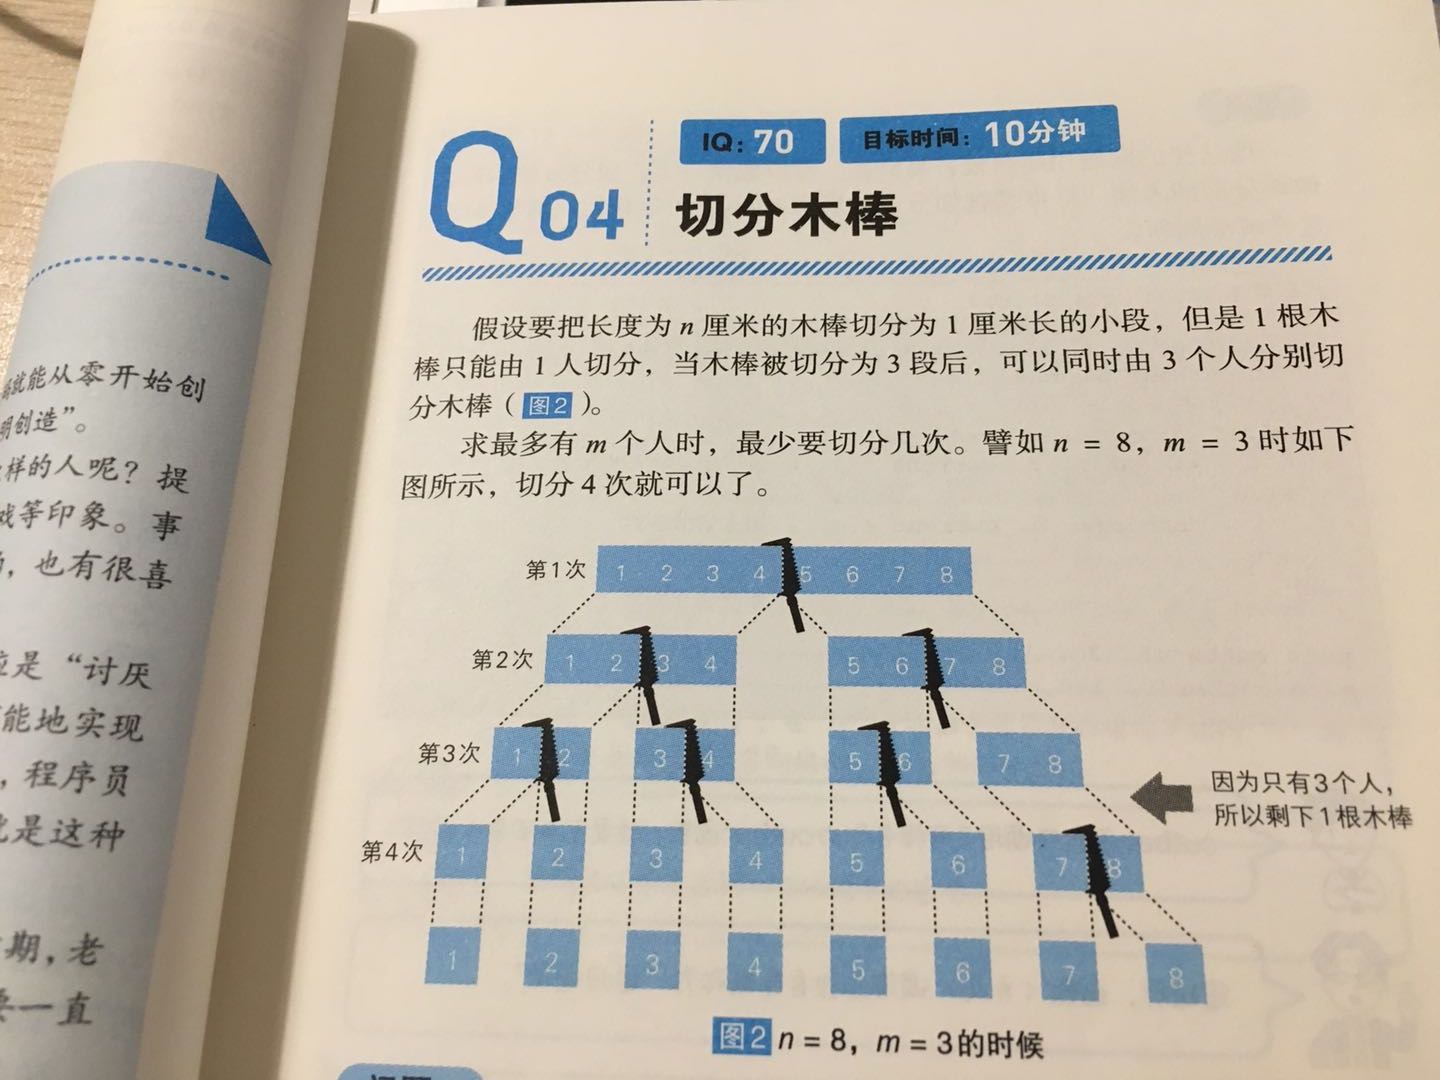 IQ: 70 目标时间: 10分钟
Q04 切分木棒
假设要把长度为 n 厘米的木棒切分为 1 厘米长的小段，但是 1 根木
棒只能由 1 人切分，当木棒被切分为 3 段后，可以同时由 3 个人分别切
分木棒（图2）。
求最多有 m 个人时，最少要切分几次。譬如 n = 8，m = 3 时如下
图所示，切分 4 次就可以了。
第1次 1 2 3 4 5 6 7 8
第2次 1 2 3 4 5 6 7 8
第3次 1 2 3 4 5 6 7 8
因为只有3个人，
所以剩下1根木棒
第4次 1 2 3 4 5 6 7 8
1 2 3 4 5 6 7 8
图2 n = 8，m = 3的时候
就能从零开始创
明创造”。
样的人呢？提
戏等印象。事
，也有很喜
是“讨厌
能地实现
，程序员
就是这种
期，老
要一直